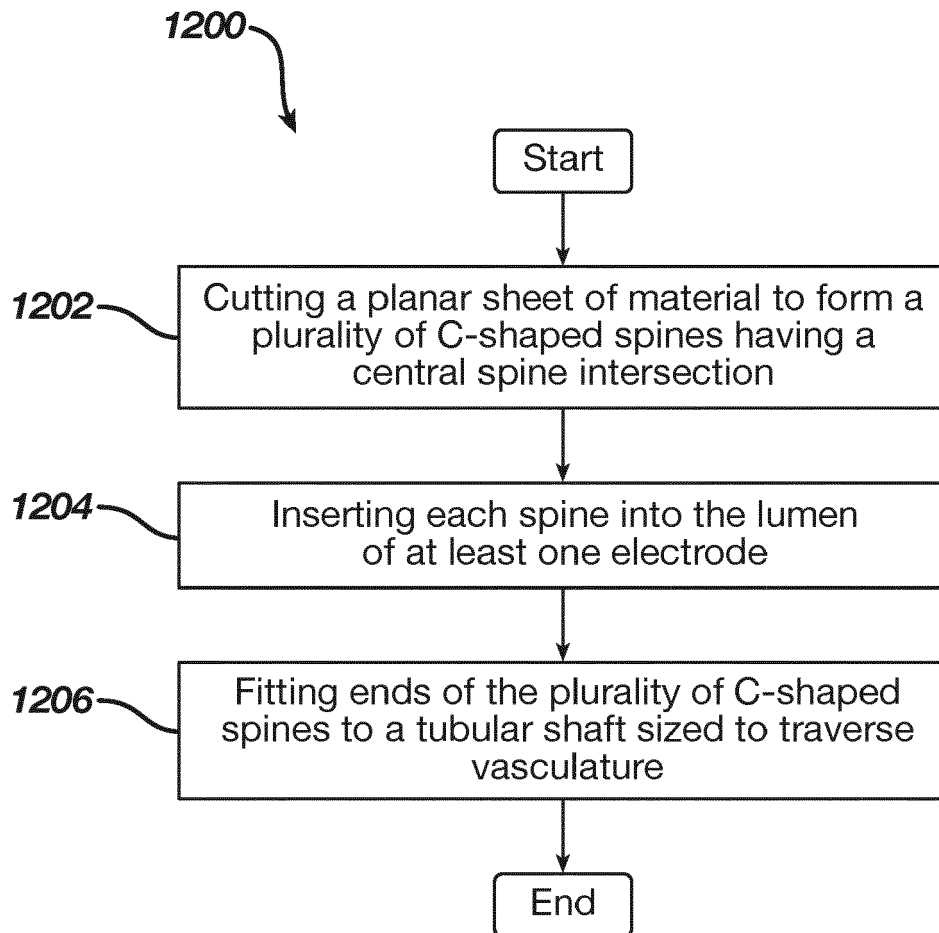 1200
Start
1202
Cutting a planar sheet of material to form a
plurality of C-shaped spines having a
central spine intersection
1204
Inserting each spine into the lumen
of at least one electrode
1206
Fitting ends of the plurality of C-shaped
spines to a tubular shaft sized to traverse
vasculature
End